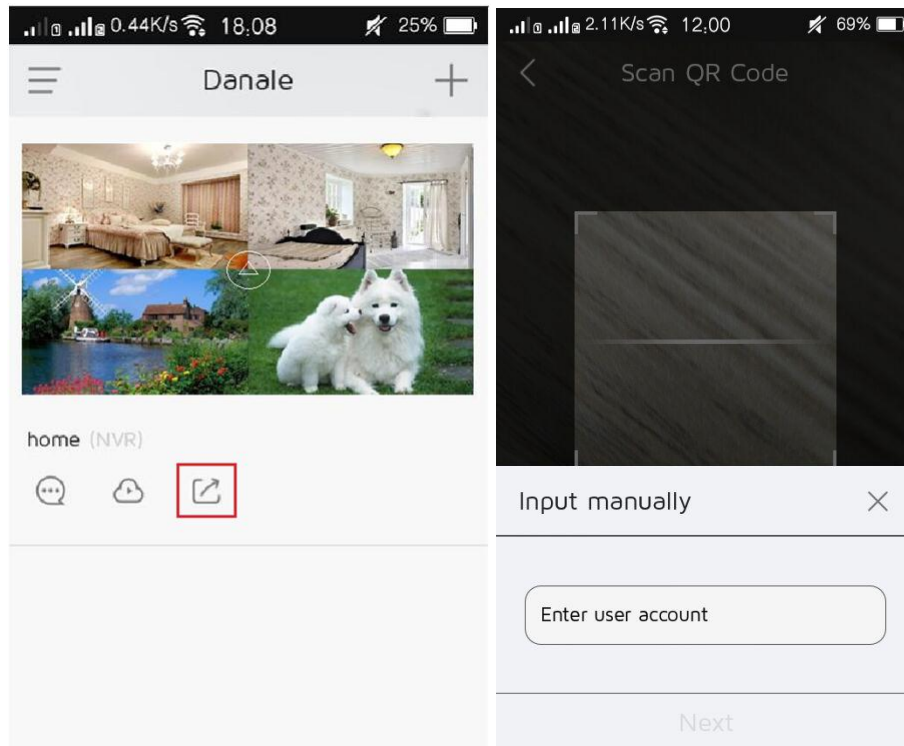 0.44K/s 18:08 25%
Danale
home (NVR)
2.11K/s 12:00 69%
Scan QR Code
Input manually
Enter user account
Next